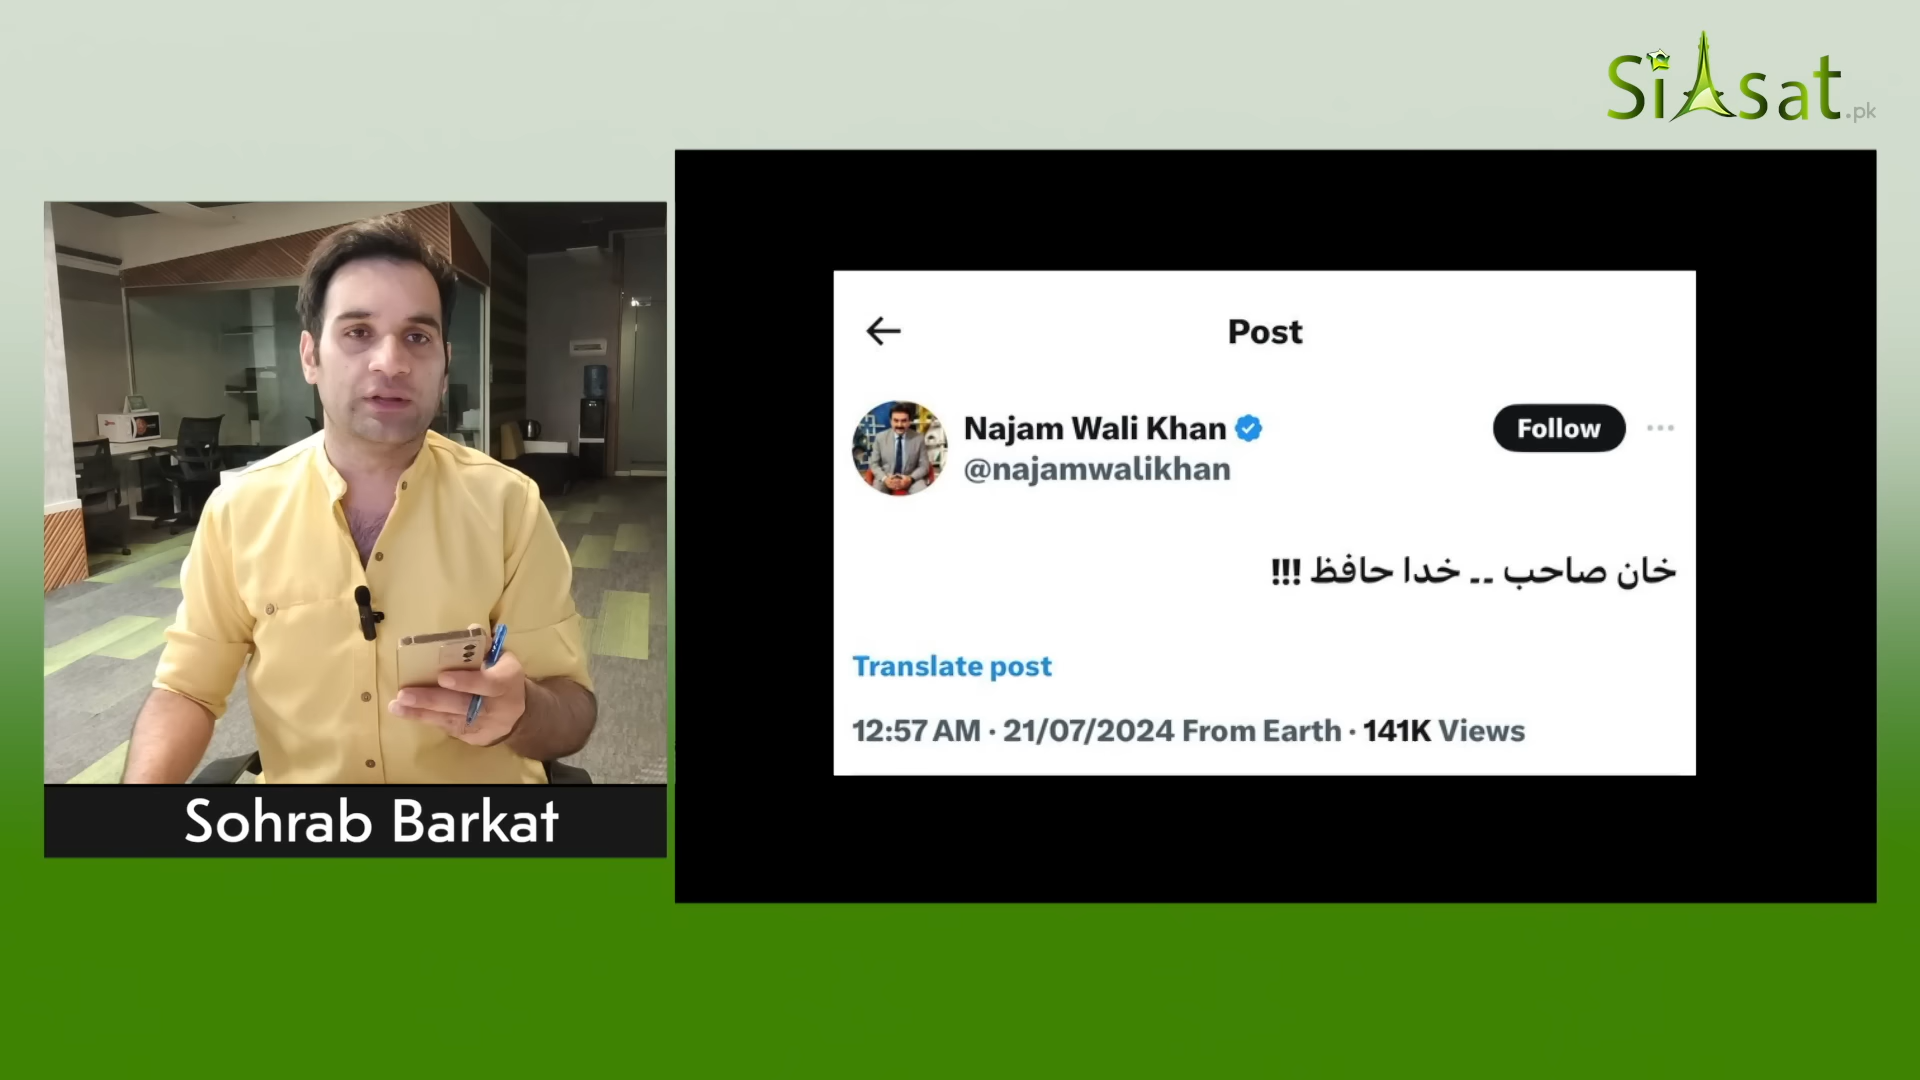 SiAsat.pk
Post
Najam Wali Khan
@najamwalikhan
Follow
خان صاحب -- خدا حافظ !!!
Translate post
12:57 AM · 21/07/2024 From Earth · 141K Views
Sohrab Barkat